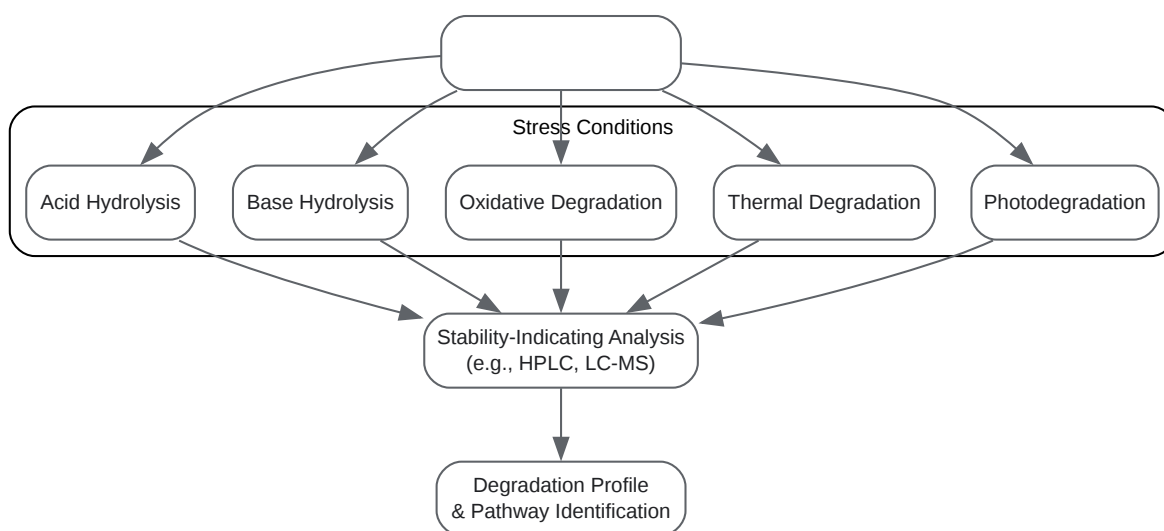 Stress Conditions
Acid Hydrolysis
Base Hydrolysis
Oxidative Degradation
Thermal Degradation
Photodegradation
Stability-Indicating Analysis
(e.g., HPLC, LC-MS)
Degradation Profile
& Pathway Identification